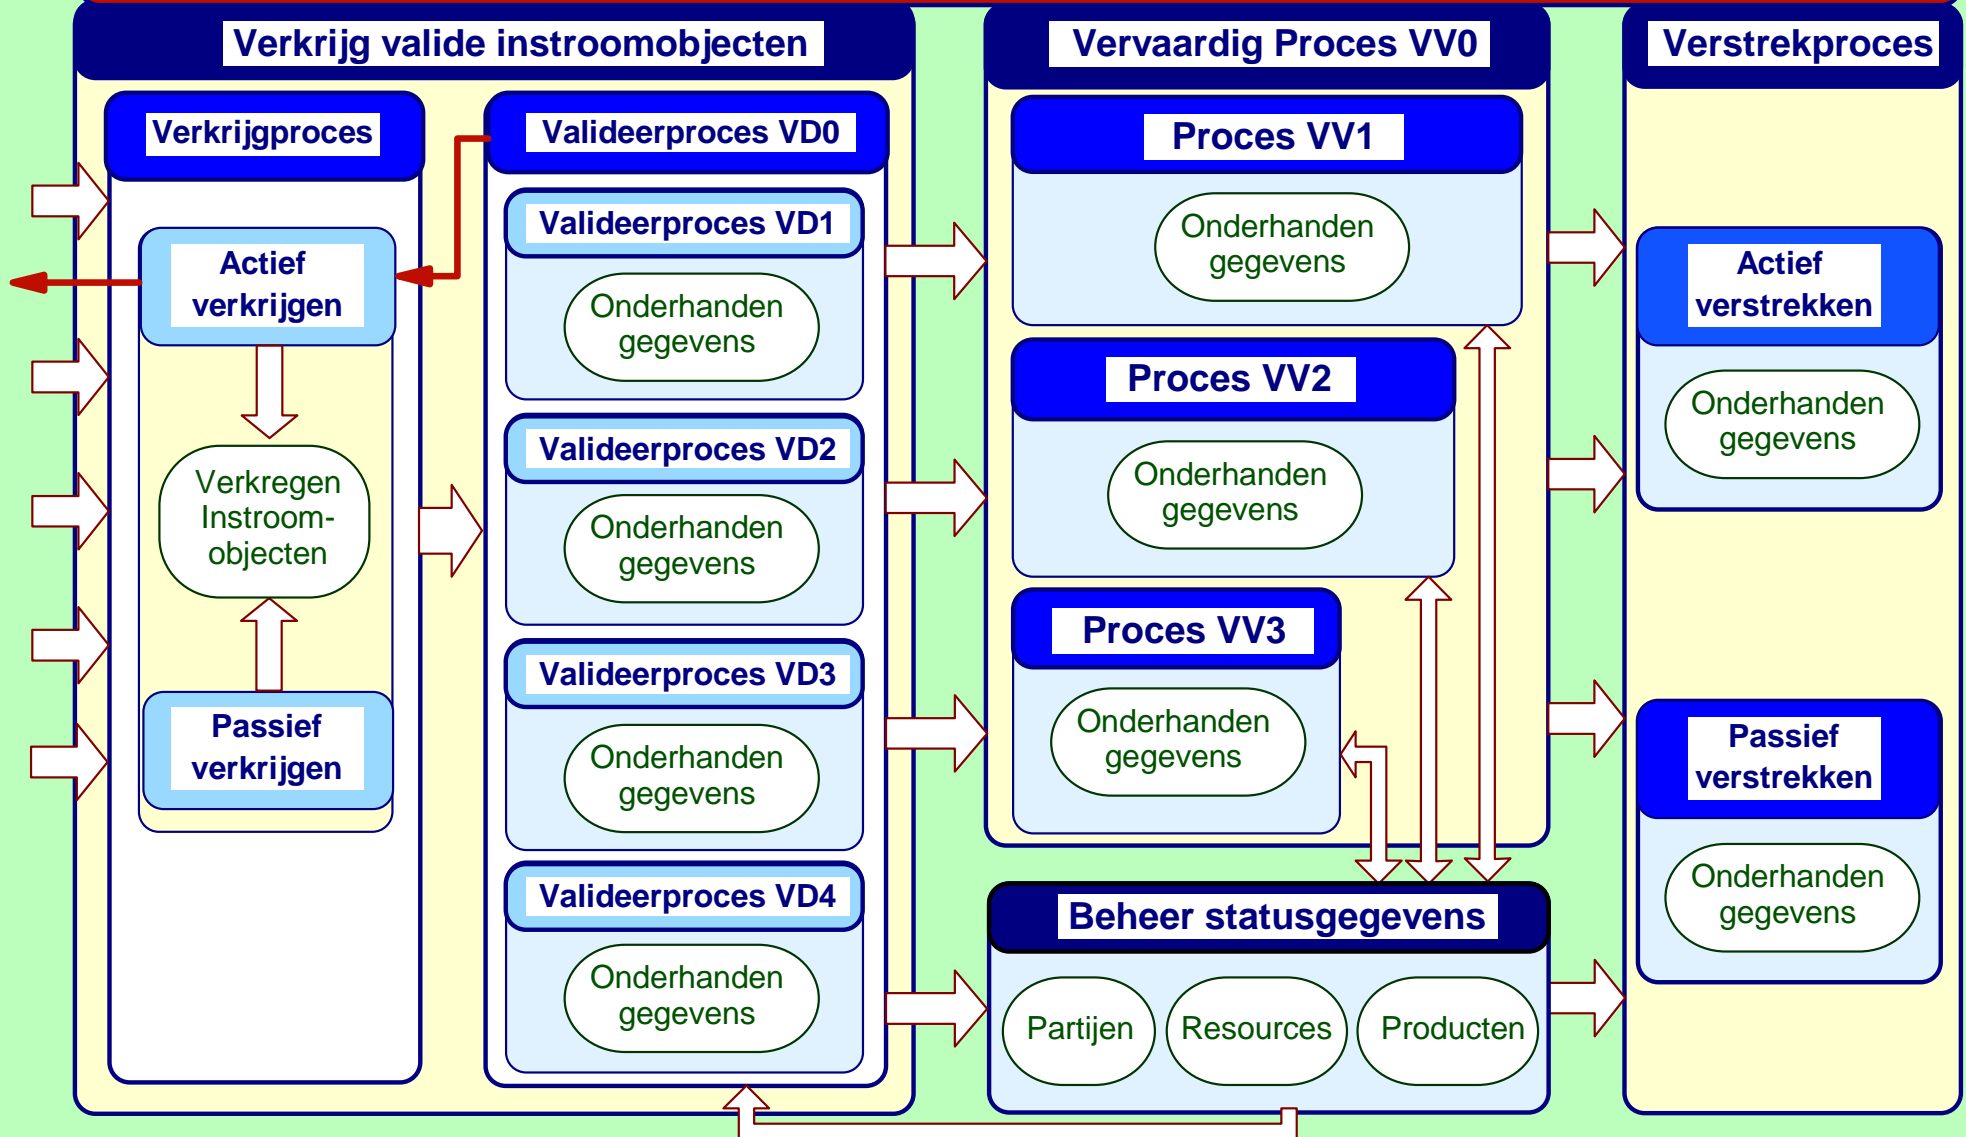 Verkrijg valide instroomobjecten
Verkrijgproces
Actief
verkrijgen
Verkregen
Instroom-
objecten
Passief
verkrijgen
Valideerproces VD0
Valideerproces VD1
Onderhanden
gegevens
Valideerproces VD2
Onderhanden
gegevens
Valideerproces VD3
Onderhanden
gegevens
Valideerproces VD4
Onderhanden
gegevens
Vervaardig Proces VV0
Proces VV1
Onderhanden
gegevens
Proces VV2
Onderhanden
gegevens
Proces VV3
Onderhanden
gegevens
Beheer statusgegevens
Partijen
Resources
Producten
Verstrekproces
Actief
verstrekken
Onderhanden
gegevens
Passief
verstrekken
Onderhanden
gegevens